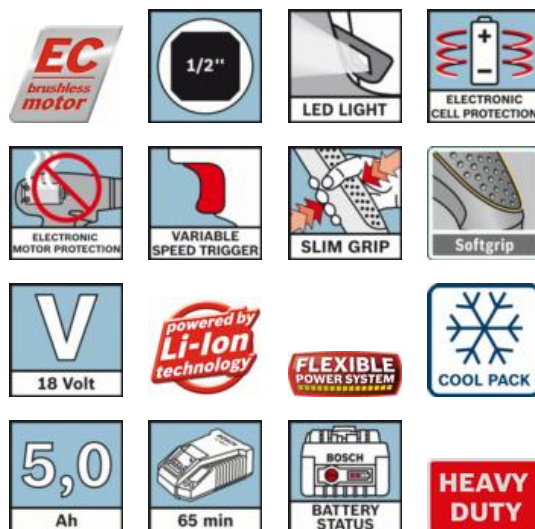 EC
brushless
motor
1/2"
LED LIGHT
ELECTRONIC
CELL PROTECTION
ELECTRONIC
MOTOR PROTECTION
VARIABLE
SPEED TRIGGER
SLIM GRIP
Softgrip
V
18 Volt
powered by
Li-Ion
technology
FLEXIBLE
POWER SYSTEM
COOL PACK
5,0
Ah
65 min
BOSCH
BATTERY
STATUS
HEAVY
DUTY